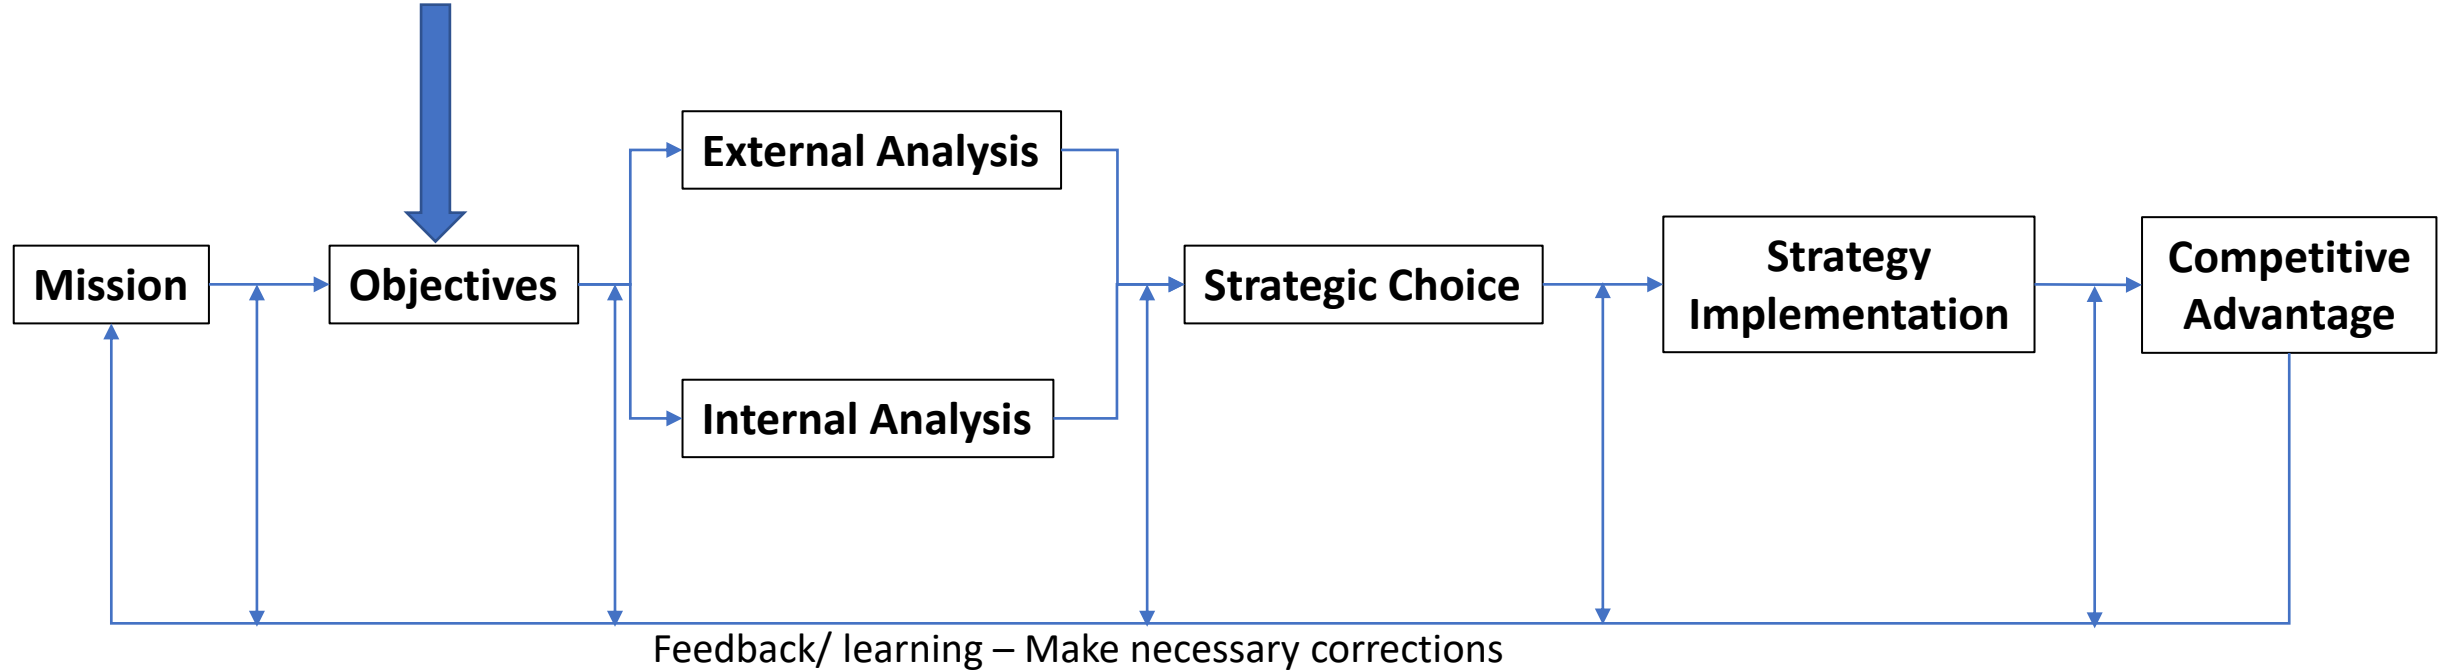 External Analysis
Mission
Objectives
Strategic Choice
Strategy
Implementation
Competitive
Advantage
Internal Analysis
Feedback/ learning – Make necessary corrections